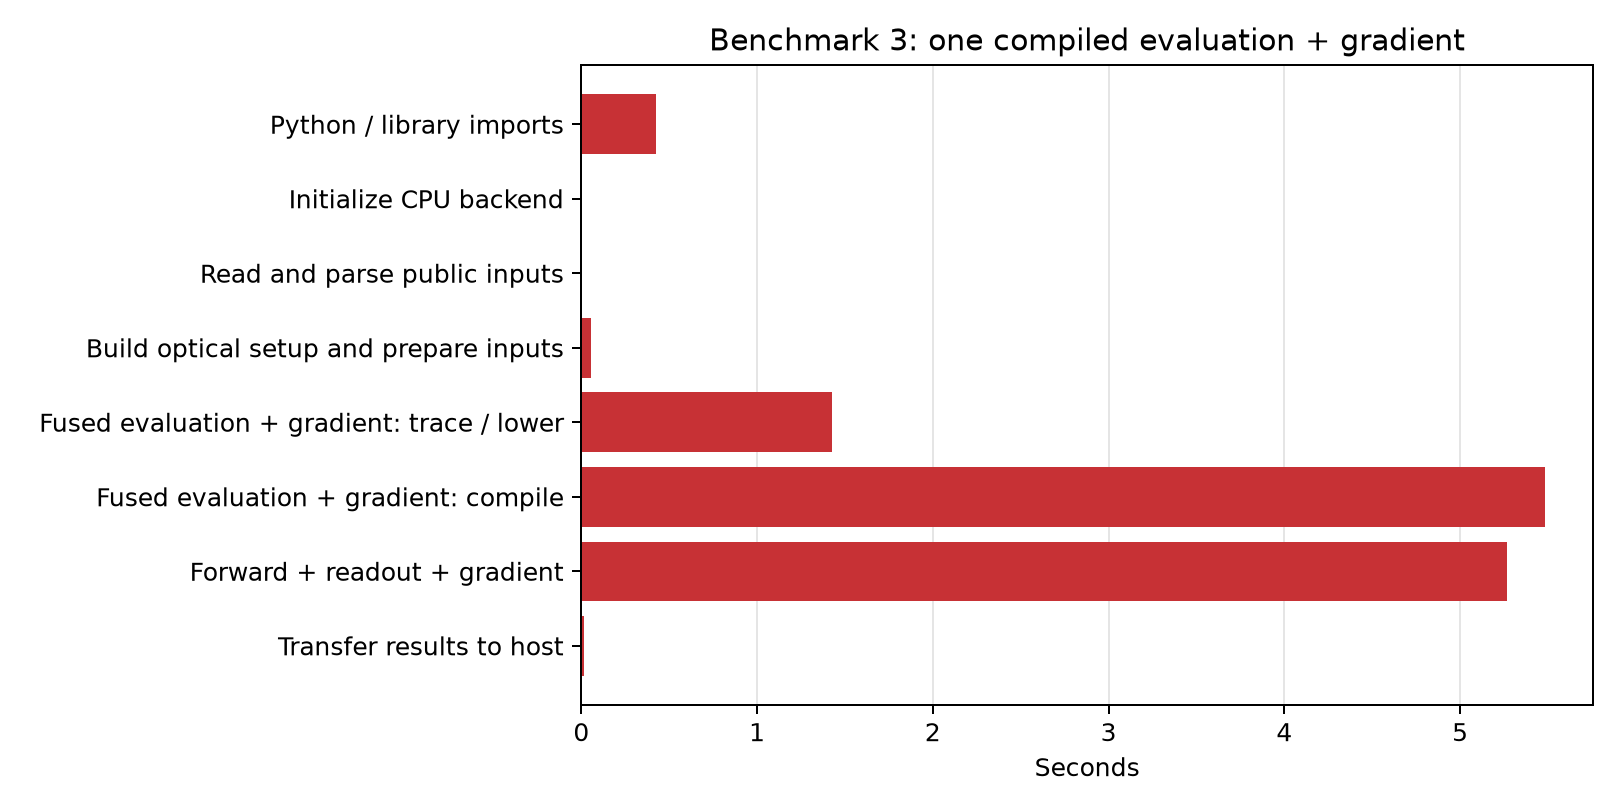 Benchmark 3: one compiled evaluation + gradient
Python / library imports
Initialize CPU backend
Read and parse public inputs
Build optical setup and prepare inputs
Fused evaluation + gradient: trace / lower
Fused evaluation + gradient: compile
Forward + readout + gradient
Transfer results to host
0 1 2 3 4 5
Seconds